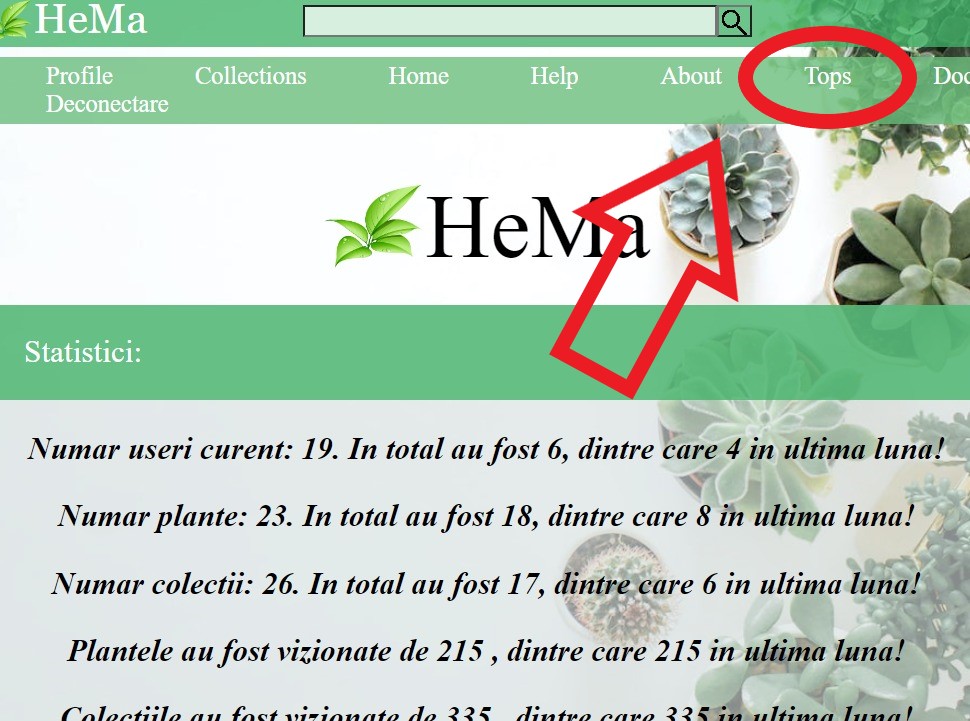 HeMa
Profile Collections Home Help About Tops
Deconectare
HeMa
Statistici:
Numar useri curent: 19. In total au fost 6, dintre care 4 in ultima luna!
Numar plante: 23. In total au fost 18, dintre care 8 in ultima luna!
Numar colectii: 26. In total au fost 17, dintre care 6 in ultima luna!
Plantele au fost vizionate de 215 , dintre care 215 in ultima luna!
Colectiile au fost vizionate de 335 , dintre care 335 in ultima luna!